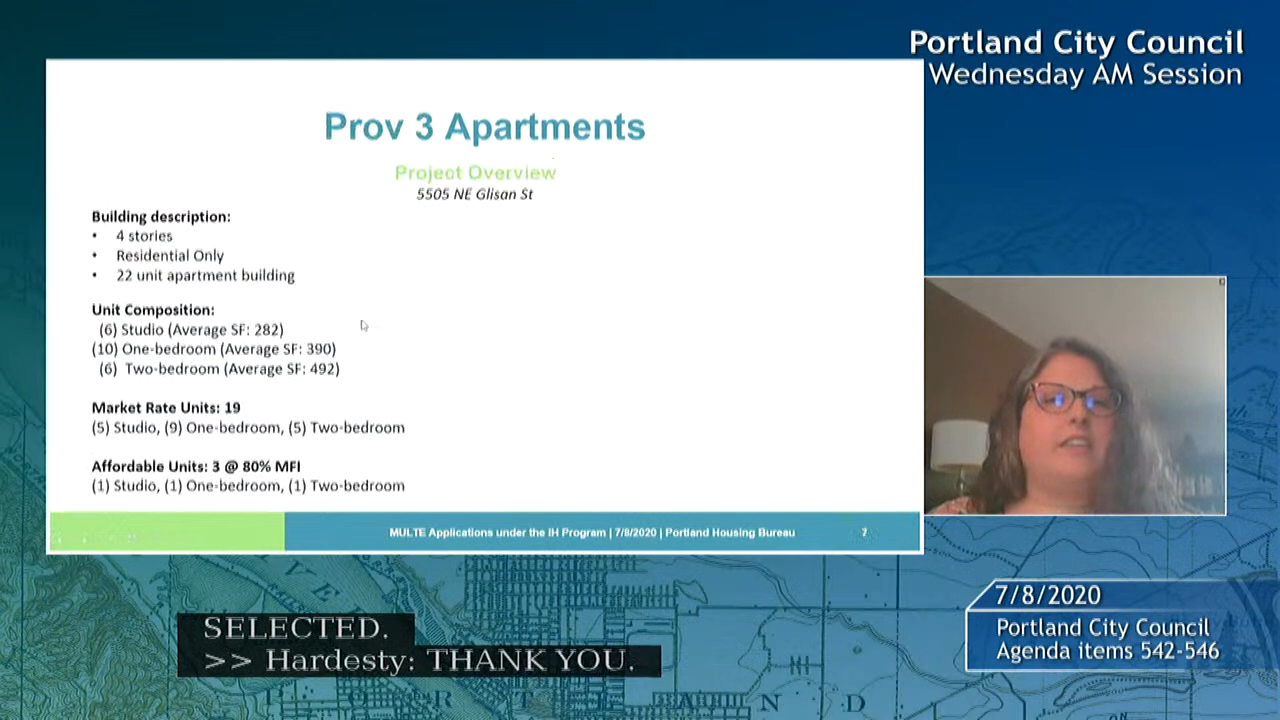 Portland City Council
Wednesday AM Session
Prov 3 Apartments
Project Overview
5505 NE Glisan St
Building description:
• 4 stories
• Residential Only
• 22 unit apartment building
Unit Composition:
(6) Studio (Average SF: 282)
(10) One-bedroom (Average SF: 390)
(6) Two-bedroom (Average SF: 492)
Market Rate Units: 19
(5) Studio, (9) One-bedroom, (5) Two-bedroom
Affordable Units: 3 @ 80% MFI
(1) Studio, (1) One-bedroom, (1) Two-bedroom
MULTE Applications under the IH Program | 7/8/2020 | Portland Housing Bureau 7
7/8/2020
Portland City Council
Agenda items 542-546
SELECTED.
>> Hardesty: THANK YOU.